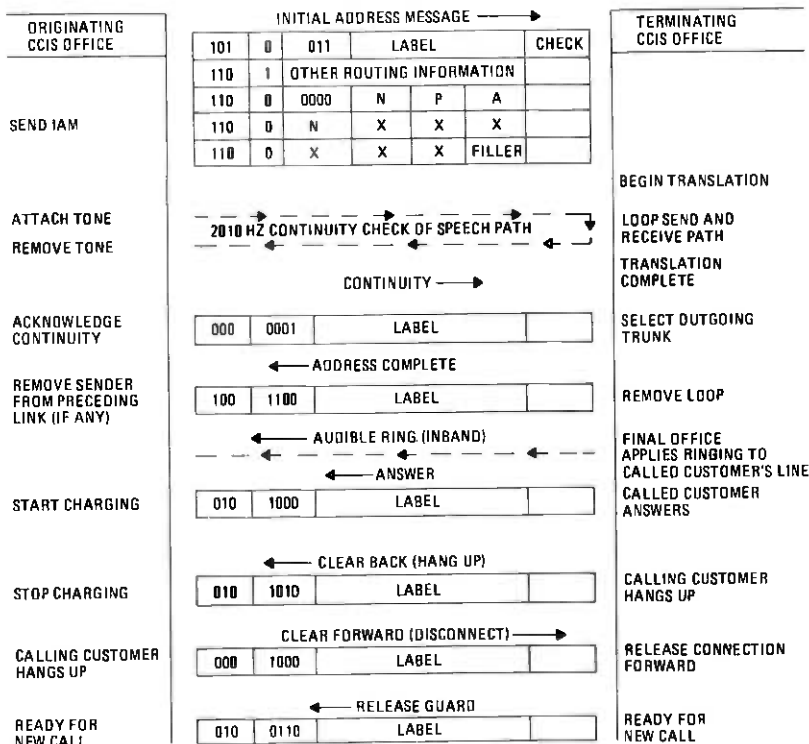 INITIAL ADDRESS MESSAGE
ORIGINATING
CCIS OFFICE
TERMINATING
CCIS OFFICE
101 0 011 LABEL CHECK
110 1 OTHER ROUTING INFORMATION
110 0 0000 N P A
SEND IAM
110 0 N X X X
110 0 X X X FILLER
BEGIN TRANSLATION
ATTACH TONE
REMOVE TONE
2010 HZ CONTINUITY CHECK OF SPEECH PATH
LOOP SEND AND
RECEIVE PATH
CONTINUITY
TRANSLATION
COMPLETE
ACKNOWLEDGE
CONTINUITY
000 0001 LABEL
SELECT OUTGOING
TRUNK
ADDRESS COMPLETE
REMOVE SENDER
FROM PRECEDING
LINK (IF ANY)
100 1100 LABEL
REMOVE LOOP
AUDIBLE RING (INBAND)
FINAL OFFICE
APPLIES RINGING TO
CALLED CUSTOMER'S LINE
ANSWER
START CHARGING
010 1000 LABEL
CALLED CUSTOMER
ANSWERS
CLEAR BACK (HANG UP)
STOP CHARGING
010 1010 LABEL
CALLING CUSTOMER
HANGS UP
CLEAR FORWARD (DISCONNECT)
CALLING CUSTOMER
HANGS UP
000 1000 LABEL
RELEASE CONNECTION
FORWARD
RELEASE GUARD
READY FOR
NEW CALL
010 0110 LABEL
READY FOR
NEW CALL